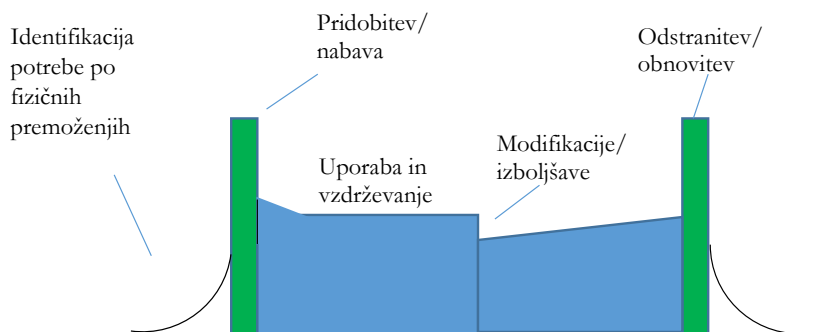 Identifikacija
potrebe po
fizičnih
premoženjih
Pridobitev/
nabava
Uporaba in
vzdrževanje
Modifikacije/
izboljšave
Odstranitev/
obnovitev